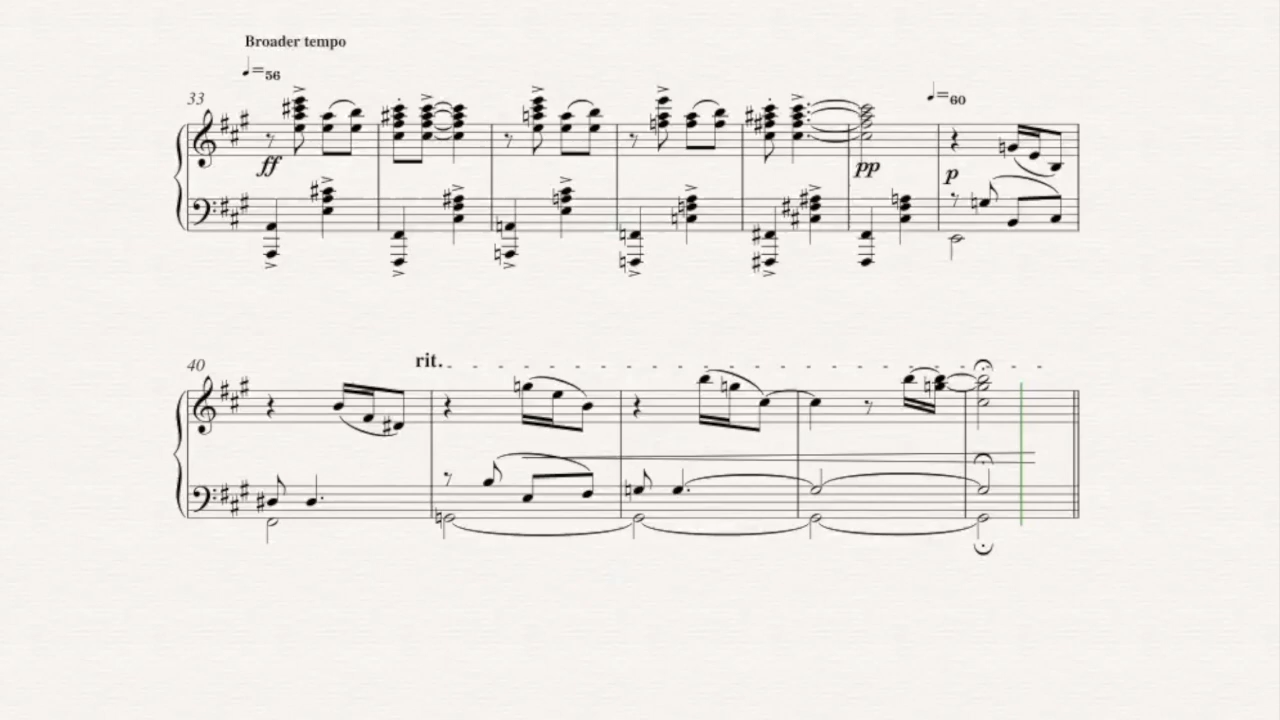 Broader tempo
♩=56
♩=60
33
ff
pp
p
40
rit.